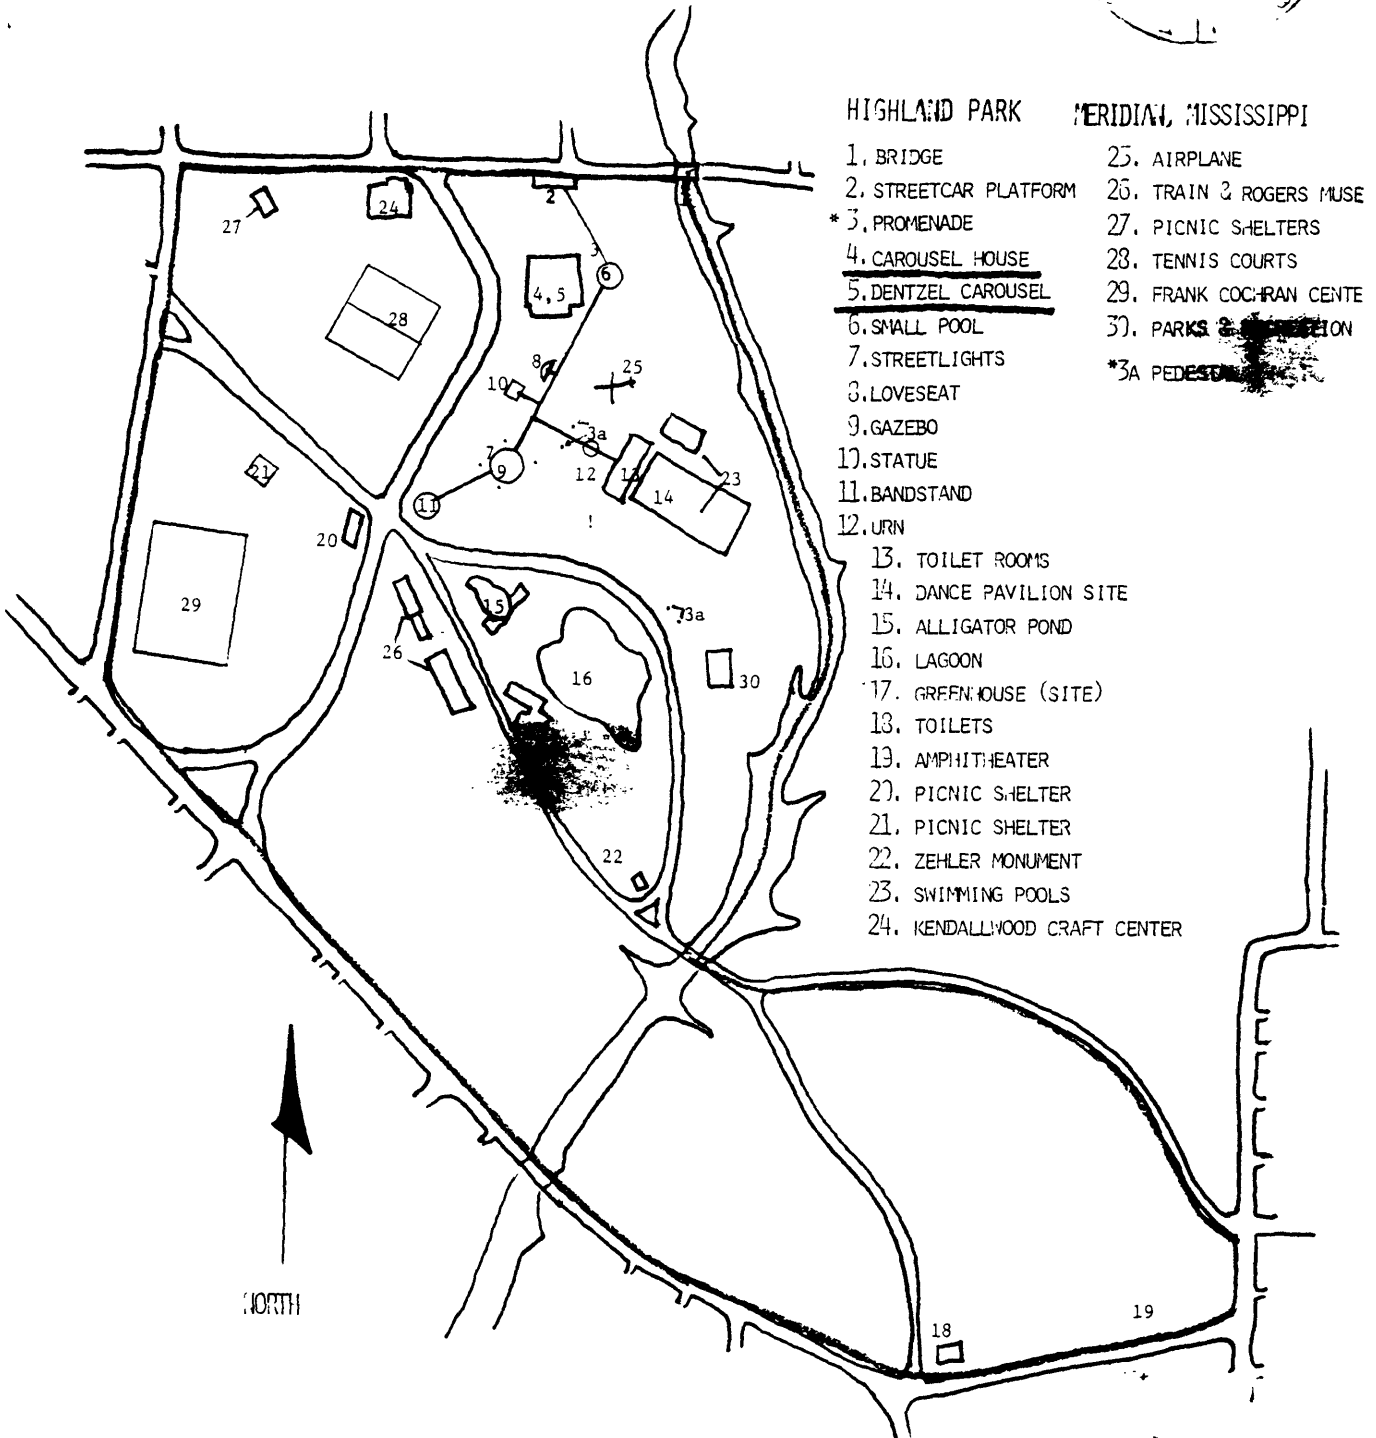 HIGHLAND PARK MERIDIAN, MISSISSIPPI
1. BRIDGE
2. STREETCAR PLATFORM
* 3. PROMENADE
4. CAROUSEL HOUSE
5. DENTZEL CAROUSEL
6. SMALL POOL
7. STREETLIGHTS
8. LOVESEAT
9. GAZEBO
10. STATUE
11. BANDSTAND
12. URN
13. TOILET ROOMS
14. DANCE PAVILION SITE
15. ALLIGATOR POND
16. LAGOON
17. GREENHOUSE (SITE)
18. TOILETS
19. AMPHITHEATER
20. PICNIC SHELTER
21. PICNIC SHELTER
22. ZEHLER MONUMENT
23. SWIMMING POOLS
24. KENDALLWOOD CRAFT CENTER
25. AIRPLANE
26. TRAIN & ROGERS MUSE
27. PICNIC SHELTERS
28. TENNIS COURTS
29. FRANK COCHRAN CENTE
30. PARKS &
*3A
27
24
2
3
6
4,5
28
8
25
10
3a
7
9
12
13
14
23
21
11
20
29
15
3a
26
16
30
22
NORTH
18
19